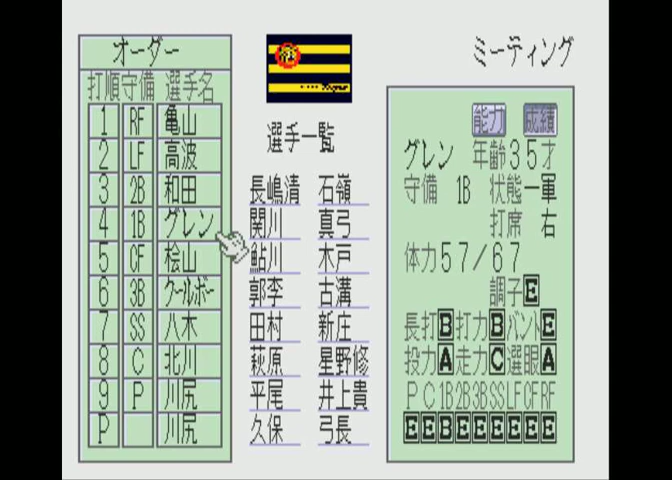 オーダー
打順守備 選手名
1 RF 亀山
2 LF 高波
3 2B 和田
4 1B グレン
5 CF 桧山
6 3B クールボー
7 SS 八木
8 C 北川
9 P 川尻
P 川尻
選手一覧
長嶋清 石嶺
関川 真弓
鮎川 木戸
郭李 古溝
田村 新庄
萩原 星野修
平尾 井上貴
久保 弓長
ミーティング
能力 成績
グレン 年齢35才
守備 1B 状態一軍
打席 右
体力57/67
調子E
長打B打力BバントE
投力A走力C選眼A
P C 1B2B3BSSLFCFRF
EEBEEEEEE